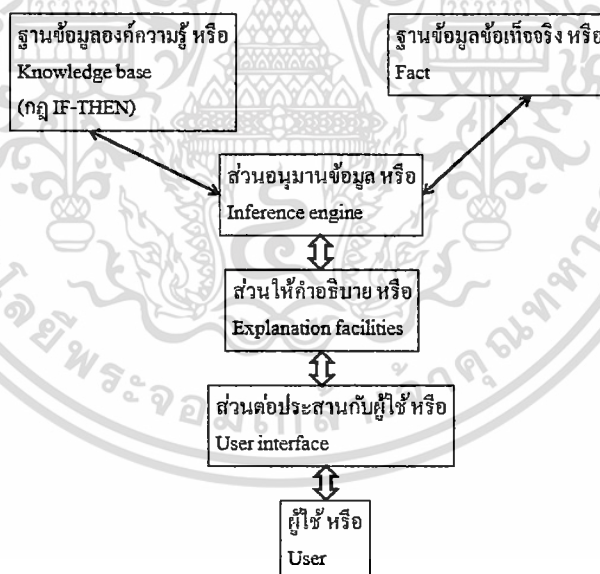 ฐานข้อมูลองค์ความรู้ หรือ
Knowledge base
(กฎ IF-THEN)
ฐานข้อมูลข้อเท็จจริง หรือ
Fact
ส่วนอนุมานข้อมูล หรือ
Inference engine
ส่วนให้คำอธิบาย หรือ
Explanation facilities
ส่วนต่อประสานกับผู้ใช้ หรือ
User interface
ผู้ใช้ หรือ
User